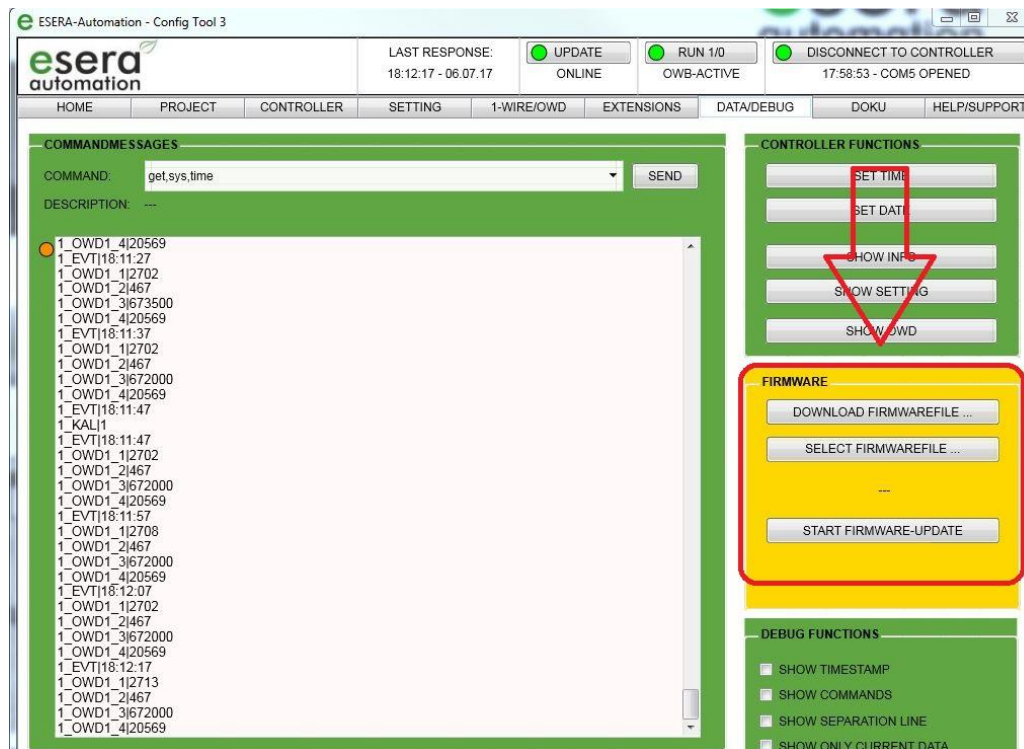 ESERA-Automation - Config Tool 3
esera
automation
LAST RESPONSE:
18:12:17 - 06.07.17
UPDATE
ONLINE
RUN 1/0
OWB-ACTIVE
DISCONNECT TO CONTROLLER
17:58:53 - COM5 OPENED
HOME PROJECT CONTROLLER SETTING 1-WIRE/OWD EXTENSIONS DATA/DEBUG DOKU HELP/SUPPORT
COMMANDMESSAGES
COMMAND: get,sys,time SEND
DESCRIPTION: ---
1_OWD1_4|20569
1_EVT|18:11:27
1_OWD1_1|2702
1_OWD1_2|467
1_OWD1_3|673500
1_OWD1_4|20569
1_EVT|18:11:37
1_OWD1_1|2702
1_OWD1_2|467
1_OWD1_3|672000
1_OWD1_4|20569
1_EVT|18:11:47
1_KAL|1
1_EVT|18:11:47
1_OWD1_1|2702
1_OWD1_2|467
1_OWD1_3|672000
1_OWD1_4|20569
1_EVT|18:11:57
1_OWD1_1|2708
1_OWD1_2|467
1_OWD1_3|672000
1_OWD1_4|20569
1_EVT|18:12:07
1_OWD1_1|2702
1_OWD1_2|467
1_OWD1_3|672000
1_OWD1_4|20569
1_EVT|18:12:17
1_OWD1_1|2713
1_OWD1_2|467
1_OWD1_3|672000
1_OWD1_4|20569
CONTROLLER FUNCTIONS
SET TIME
SET DATE
SHOW INFO
SHOW SETTING
SHOW OWD
FIRMWARE
DOWNLOAD FIRMWAREFILE ...
SELECT FIRMWAREFILE ...
---
START FIRMWARE-UPDATE
DEBUG FUNCTIONS
SHOW TIMESTAMP
SHOW COMMANDS
SHOW SEPARATION LINE
SHOW ONLY CURRENT DATA